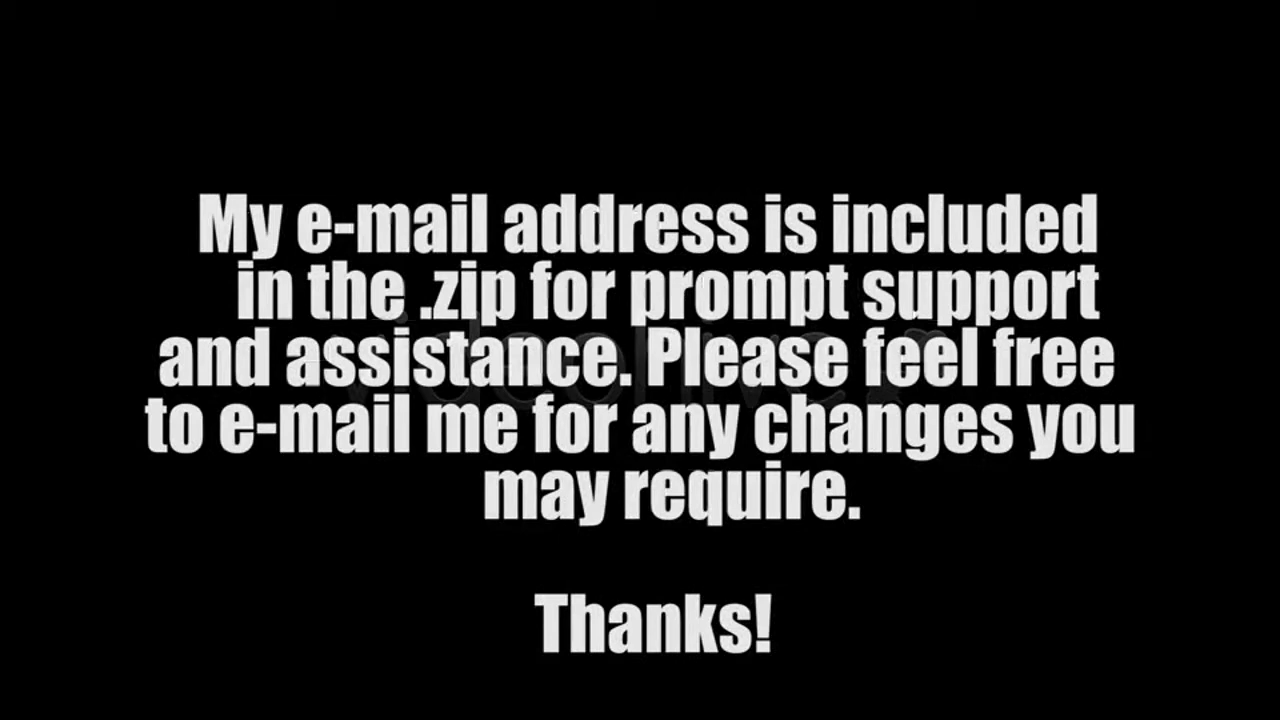 My e-mail address is included
in the .zip for prompt support
and assistance. Please feel free
to e-mail me for any changes you
may require.
Thanks!
videohive